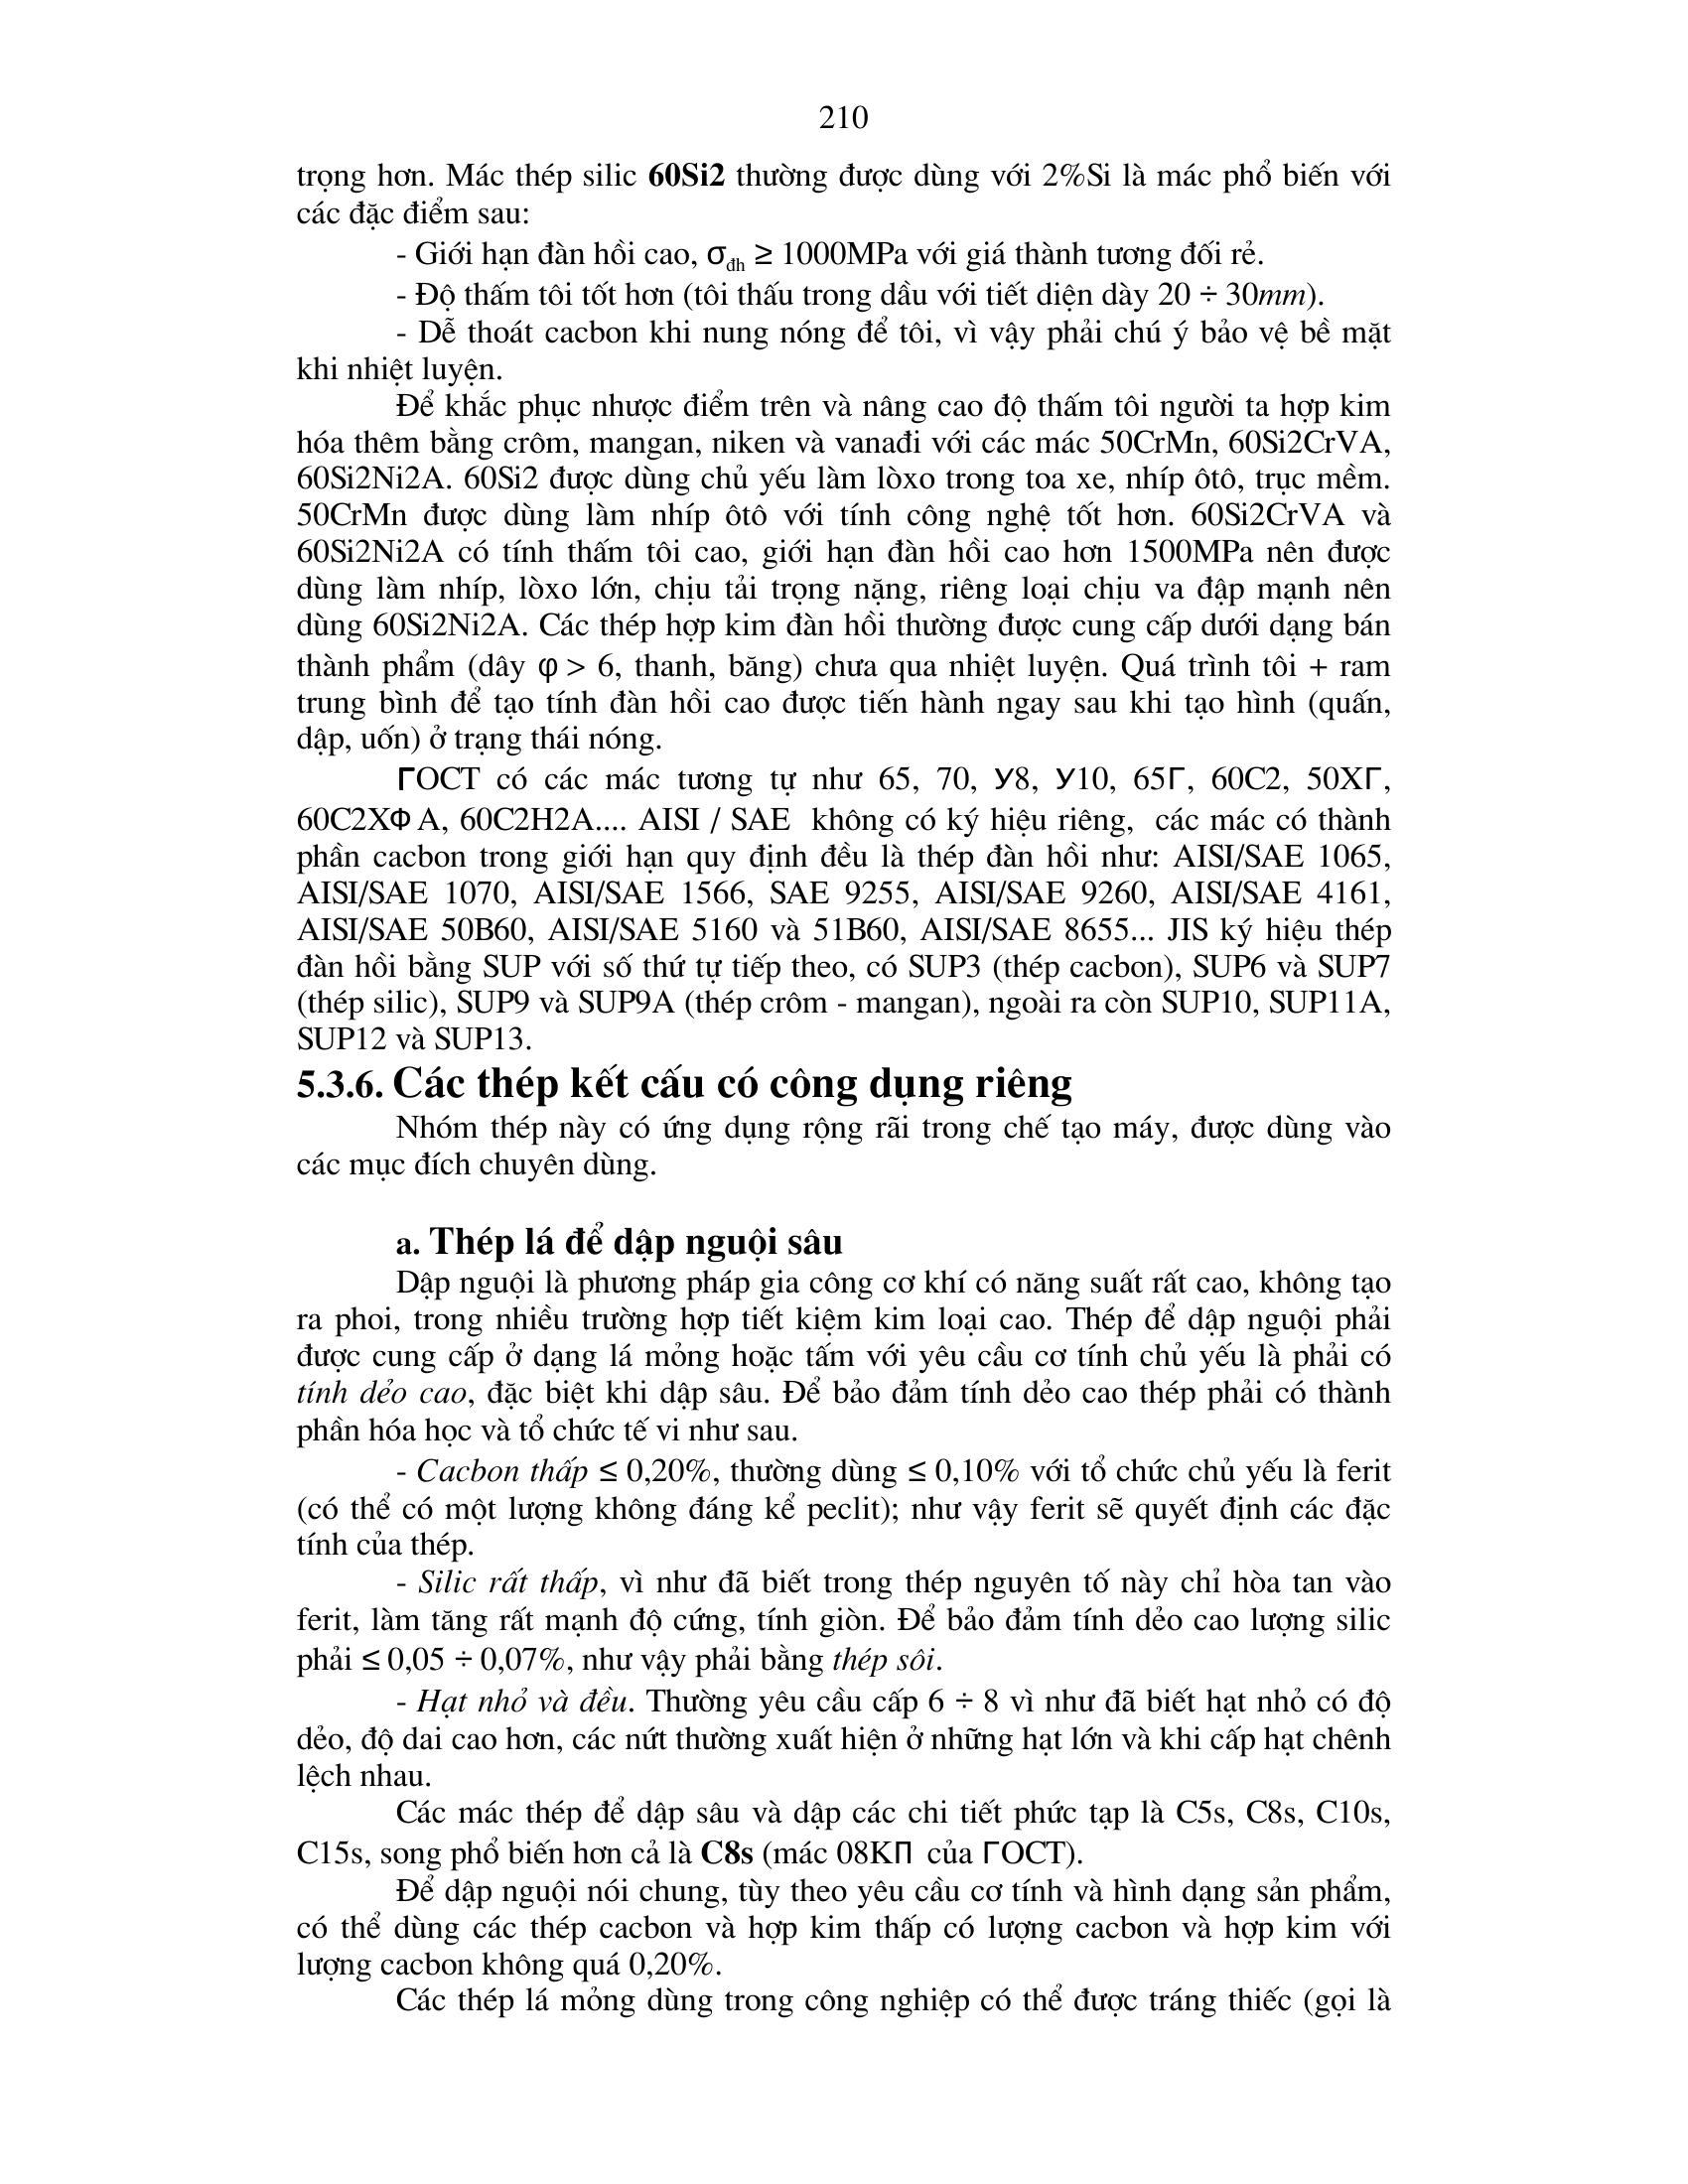 210
trọng hơn. Mác thép silic 60Si2 thường được dùng với 2%Si là mác phổ biến với
các đặc điểm sau:
- Giới hạn đàn hồi cao, σđh ≥ 1000MPa với giá thành tương đối rẻ.
- Độ thấm tôi tốt hơn (tôi thấu trong dầu với tiết diện dày 20 ÷ 30mm).
- Dễ thoát cacbon khi nung nóng để tôi, vì vậy phải chú ý bảo vệ bề mặt
khi nhiệt luyện.
Để khắc phục nhược điểm trên và nâng cao độ thấm tôi người ta hợp kim
hóa thêm bằng crôm, mangan, niken và vanađi với các mác 50CrMn, 60Si2CrVA,
60Si2Ni2A. 60Si2 được dùng chủ yếu làm lòxo trong toa xe, nhíp ôtô, trục mềm.
50CrMn được dùng làm nhíp ôtô với tính công nghệ tốt hơn. 60Si2CrVA và
60Si2Ni2A có tính thấm tôi cao, giới hạn đàn hồi cao hơn 1500MPa nên được
dùng làm nhíp, lòxo lớn, chịu tải trọng nặng, riêng loại chịu va đập mạnh nên
dùng 60Si2Ni2A. Các thép hợp kim đàn hồi thường được cung cấp dưới dạng bán
thành phẩm (dây φ > 6, thanh, băng) chưa qua nhiệt luyện. Quá trình tôi + ram
trung bình để tạo tính đàn hồi cao được tiến hành ngay sau khi tạo hình (quấn,
dập, uốn) ở trạng thái nóng.
ГOCT có các mác tương tự như 65, 70, У8, У10, 65Г, 60C2, 50XГ,
60C2XФA, 60C2H2A.... AISI / SAE không có ký hiệu riêng, các mác có thành
phần cacbon trong giới hạn quy định đều là thép đàn hồi như: AISI/SAE 1065,
AISI/SAE 1070, AISI/SAE 1566, SAE 9255, AISI/SAE 9260, AISI/SAE 4161,
AISI/SAE 50B60, AISI/SAE 5160 và 51B60, AISI/SAE 8655... JIS ký hiệu thép
đàn hồi bằng SUP với số thứ tự tiếp theo, có SUP3 (thép cacbon), SUP6 và SUP7
(thép silic), SUP9 và SUP9A (thép crôm - mangan), ngoài ra còn SUP10, SUP11A,
SUP12 và SUP13.
5.3.6. Các thép kết cấu có công dụng riêng
Nhóm thép này có ứng dụng rộng rãi trong chế tạo máy, được dùng vào
các mục đích chuyên dùng.
a. Thép lá để dập nguội sâu
Dập nguội là phương pháp gia công cơ khí có năng suất rất cao, không tạo
ra phoi, trong nhiều trường hợp tiết kiệm kim loại cao. Thép để dập nguội phải
được cung cấp ở dạng lá mỏng hoặc tấm với yêu cầu cơ tính chủ yếu là phải có
tính dẻo cao, đặc biệt khi dập sâu. Để bảo đảm tính dẻo cao thép phải có thành
phần hóa học và tổ chức tế vi như sau.
- Cacbon thấp ≤ 0,20%, thường dùng ≤ 0,10% với tổ chức chủ yếu là ferit
(có thể có một lượng không đáng kể peclit); như vậy ferit sẽ quyết định các đặc
tính của thép.
- Silic rất thấp, vì như đã biết trong thép nguyên tố này chỉ hòa tan vào
ferit, làm tăng rất mạnh độ cứng, tính giòn. Để bảo đảm tính dẻo cao lượng silic
phải ≤ 0,05 ÷ 0,07%, như vậy phải bằng thép sôi.
- Hạt nhỏ và đều. Thường yêu cầu cấp 6 ÷ 8 vì như đã biết hạt nhỏ có độ
dẻo, độ dai cao hơn, các nứt thường xuất hiện ở những hạt lớn và khi cấp hạt chênh
lệch nhau.
Các mác thép để dập sâu và dập các chi tiết phức tạp là C5s, C8s, C10s,
C15s, song phổ biến hơn cả là C8s (mác 08KП của ГOCT).
Để dập nguội nói chung, tùy theo yêu cầu cơ tính và hình dạng sản phẩm,
có thể dùng các thép cacbon và hợp kim thấp có lượng cacbon và hợp kim với
lượng cacbon không quá 0,20%.
Các thép lá mỏng dùng trong công nghiệp có thể được tráng thiếc (gọi là